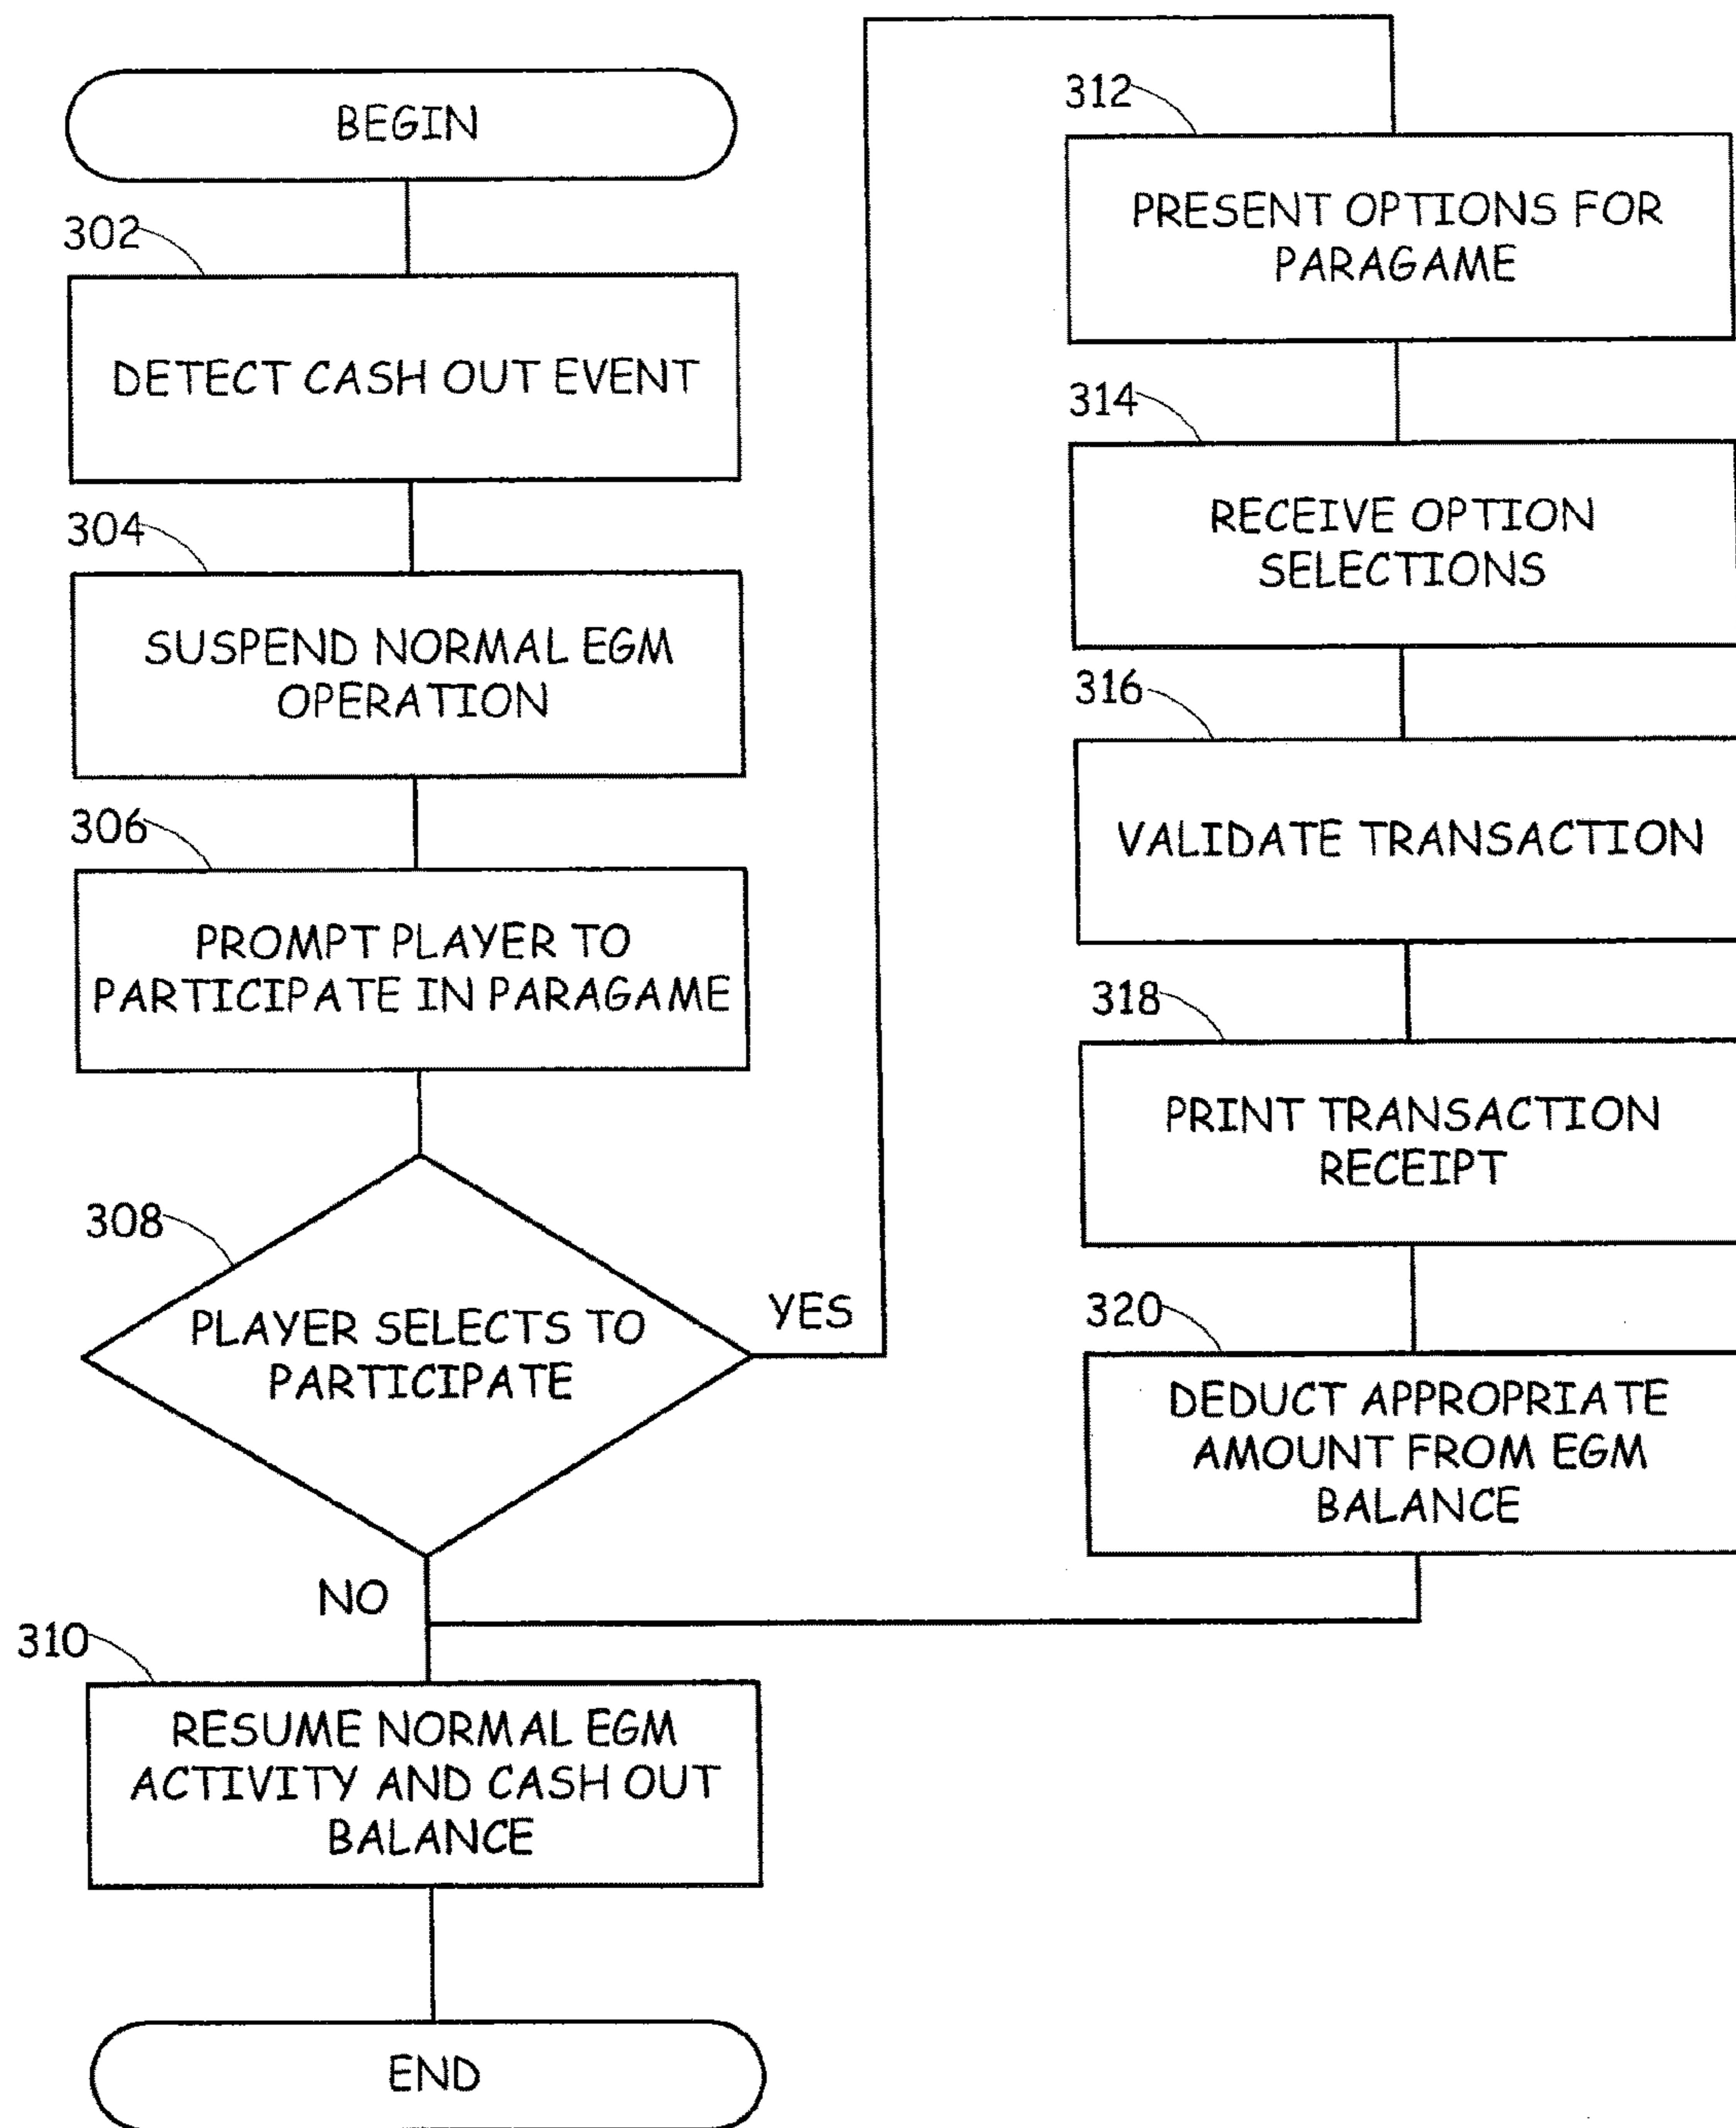 BEGIN
302
DETECT CASH OUT EVENT
304
SUSPEND NORMAL EGM
OPERATION
306
PROMPT PLAYER TO
PARTICIPATE IN PARAGAME
308
PLAYER SELECTS TO
PARTICIPATE
YES
NO
310
RESUME NORMAL EGM
ACTIVITY AND CASH OUT
BALANCE
END
312
PRESENT OPTIONS FOR
PARAGAME
314
RECEIVE OPTION
SELECTIONS
316
VALIDATE TRANSACTION
318
PRINT TRANSACTION
RECEIPT
320
DEDUCT APPROPRIATE
AMOUNT FROM EGM
BALANCE